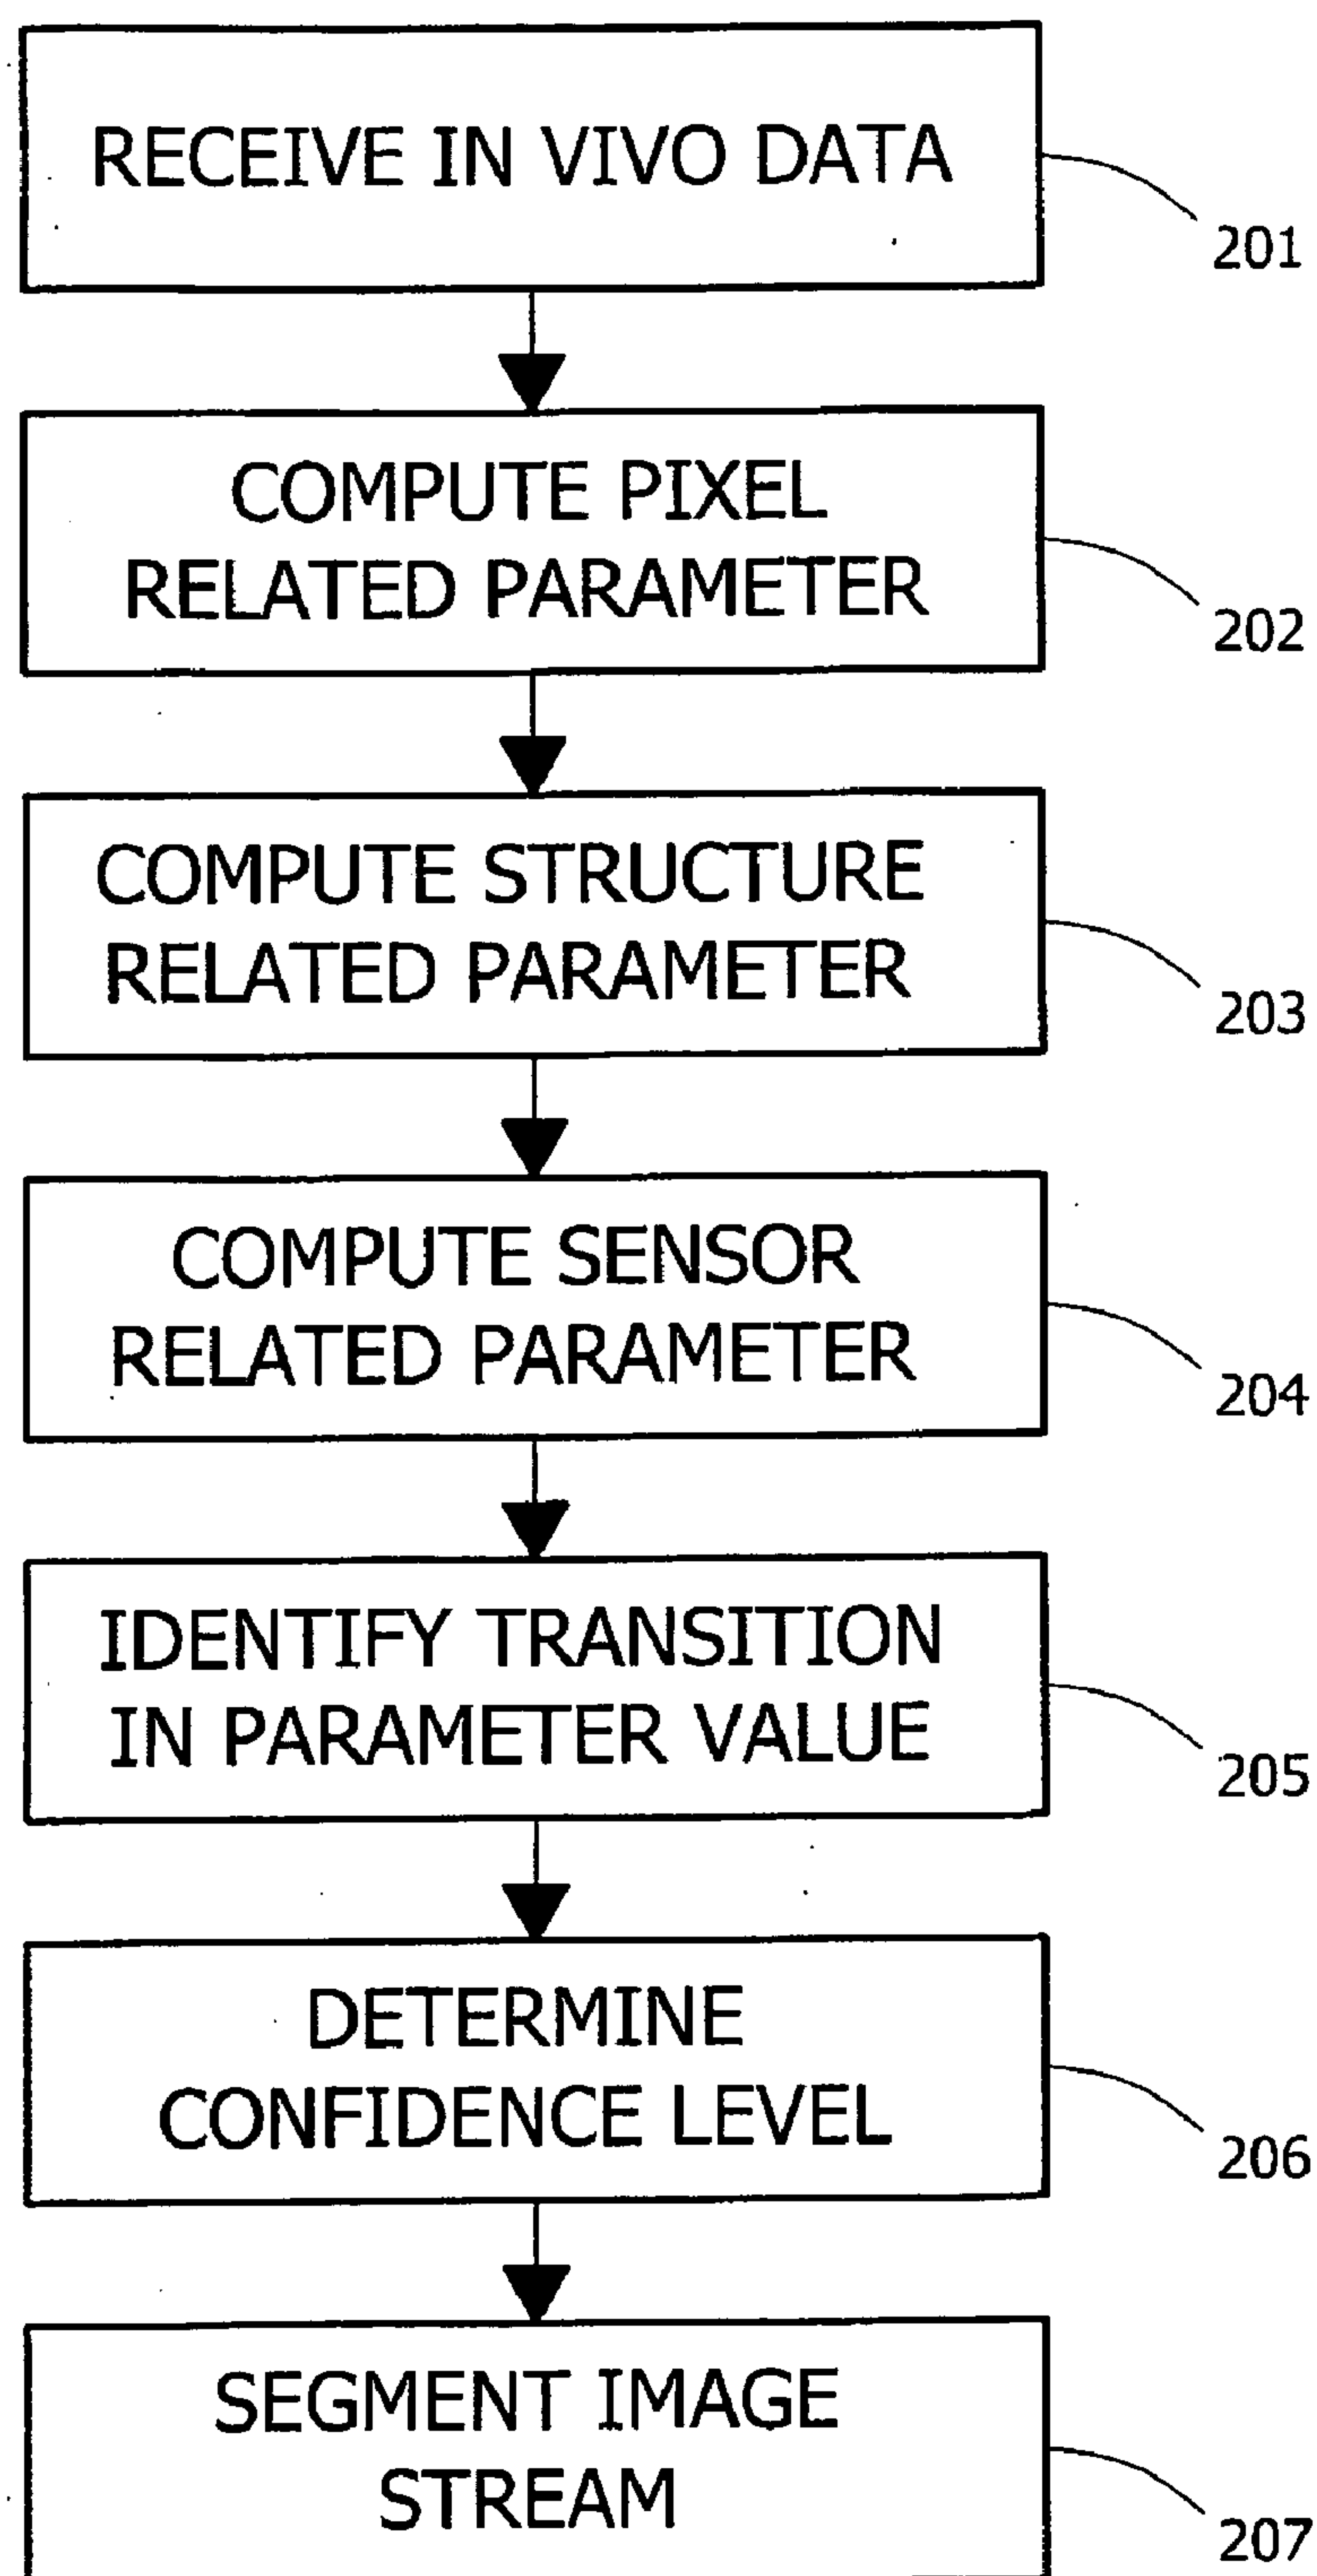 RECEIVE IN VIVO DATA
201
COMPUTE PIXEL
RELATED PARAMETER
202
COMPUTE STRUCTURE
RELATED PARAMETER
203
COMPUTE SENSOR
RELATED PARAMETER
204
IDENTIFY TRANSITION
IN PARAMETER VALUE
205
DETERMINE
CONFIDENCE LEVEL
206
SEGMENT IMAGE
STREAM
207